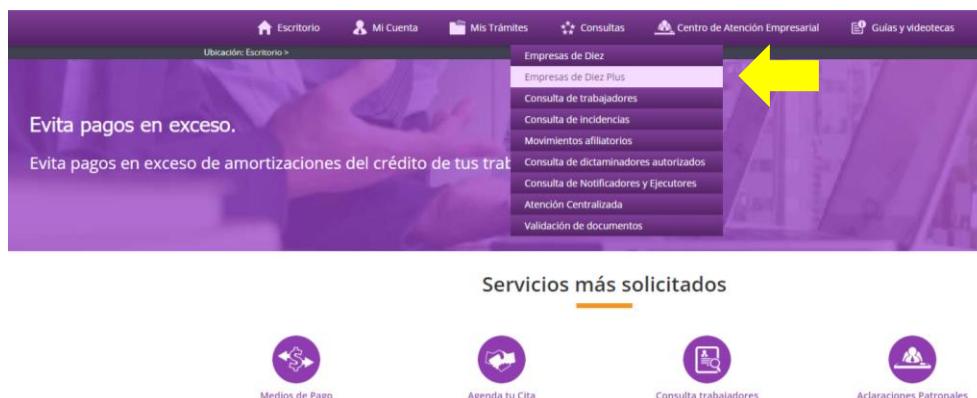 Escritorio Mi Cuenta Mis Trámites Consultas Centro de Atención Empresarial Guías y videotecas
Ubicación: Escritorio >
Empresas de Diez
Empresas de Diez Plus
Consulta de trabajadores
Consulta de incidencias
Movimientos afiliatorios
Consulta de dictaminadores autorizados
Consulta de Notificadores y Ejecutores
Atención Centralizada
Validación de documentos
Evita pagos en exceso.
Evita pagos en exceso de amortizaciones del crédito de tus trab
Servicios más solicitados
Medios de Pago Agenda tu Cita Consulta trabajadores Aclaraciones Patronales